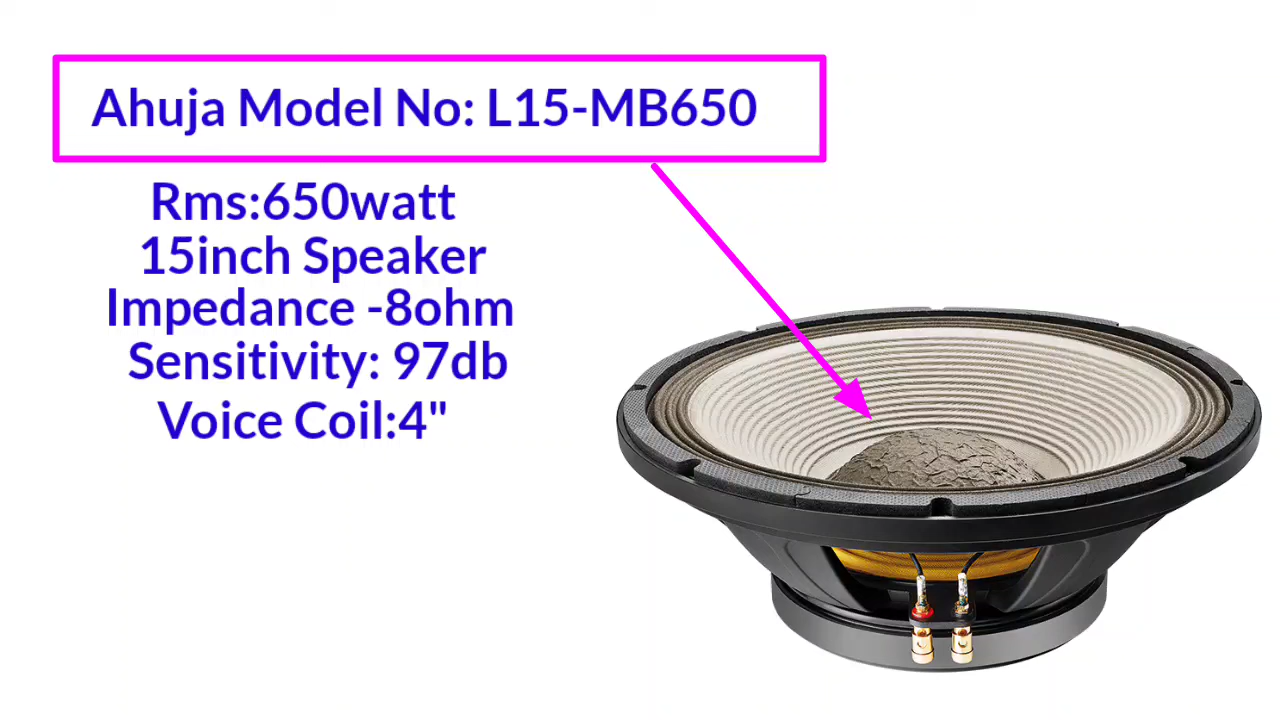 Ahuja Model No: L15-MB650
Rms:650watt
15inch Speaker
Impedance -8ohm
Sensitivity: 97db
Voice Coil:4"